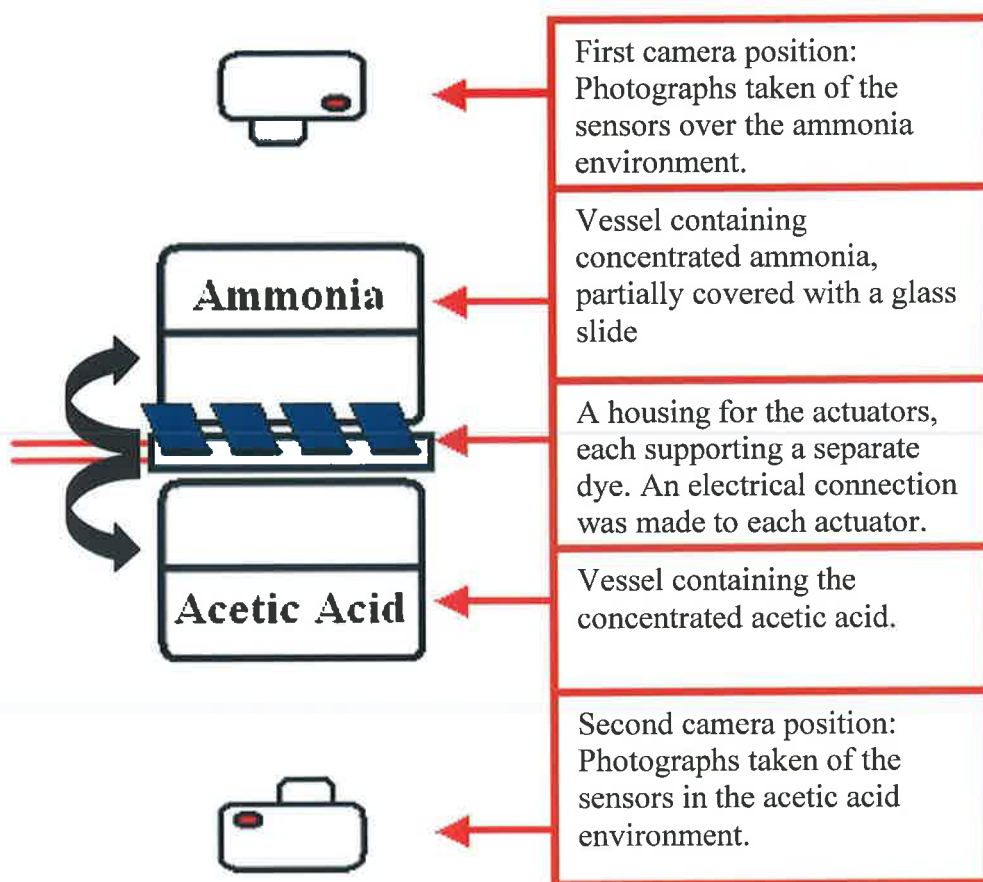 First camera position:
Photographs taken of the
sensors over the ammonia
environment.
Vessel containing
concentrated ammonia,
partially covered with a glass
slide
Ammonia
A housing for the actuators,
each supporting a separate
dye. An electrical connection
was made to each actuator.
Vessel containing the
concentrated acetic acid.
Acetic Acid
Second camera position:
Photographs taken of the
sensors in the acetic acid
environment.